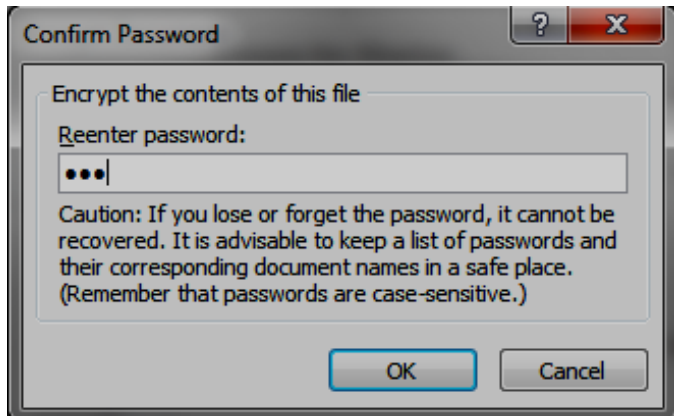 Confirm Password
?
X
Encrypt the contents of this file
Reenter password:
•••
Caution: If you lose or forget the password, it cannot be
recovered. It is advisable to keep a list of passwords and
their corresponding document names in a safe place.
(Remember that passwords are case-sensitive.)
OK
Cancel